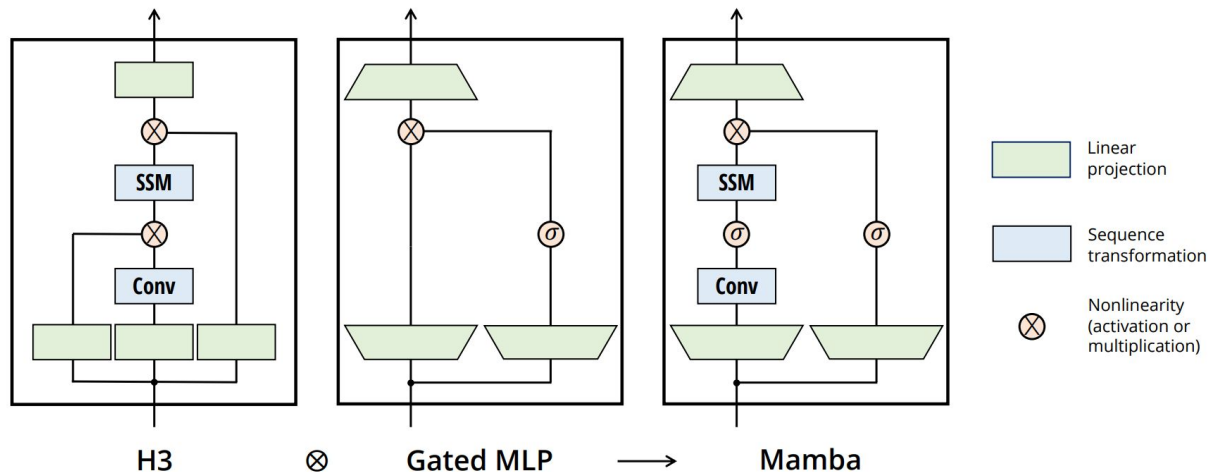 SSM
Conv
σ
SSM
σ
σ
Conv
Linear
projection
Sequence
transformation
Nonlinearity
(activation or
multiplication)
H3 ⊗ Gated MLP ⟶ Mamba